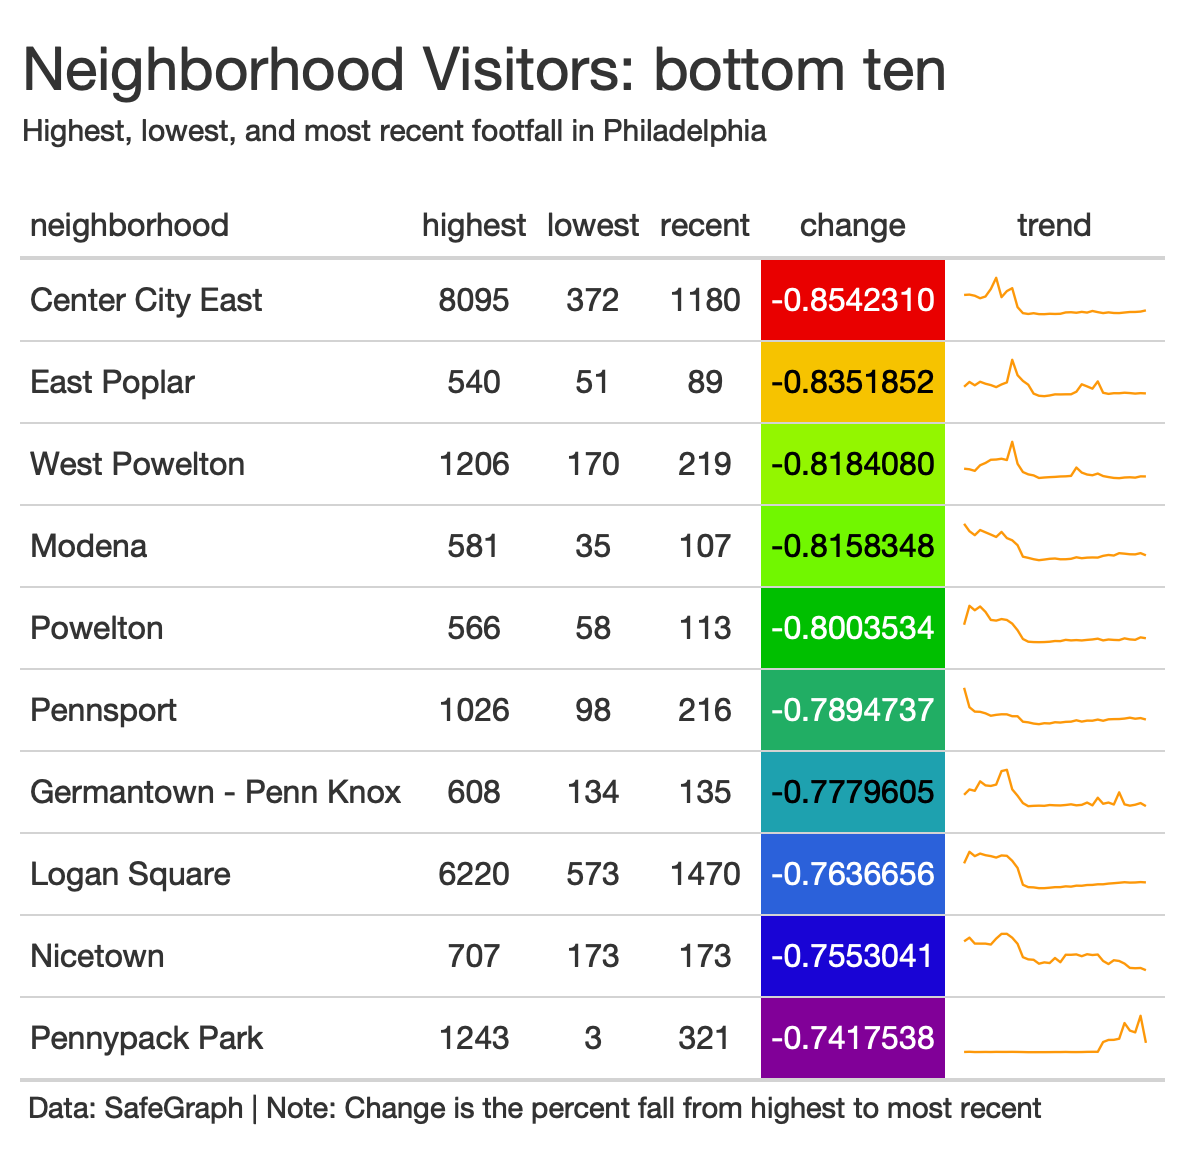 Neighborhood Visitors: bottom ten
Highest, lowest, and most recent footfall in Philadelphia
neighborhood highest lowest recent change trend
Center City East 8095 372 1180 -0.8542310
East Poplar 540 51 89 -0.8351852
West Powelton 1206 170 219 -0.8184080
Modena 581 35 107 -0.8158348
Powelton 566 58 113 -0.8003534
Pennsport 1026 98 216 -0.7894737
Germantown - Penn Knox 608 134 135 -0.7779605
Logan Square 6220 573 1470 -0.7636656
Nicetown 707 173 173 -0.7553041
Pennypack Park 1243 3 321 -0.7417538
Data: SafeGraph | Note: Change is the percent fall from highest to most recent